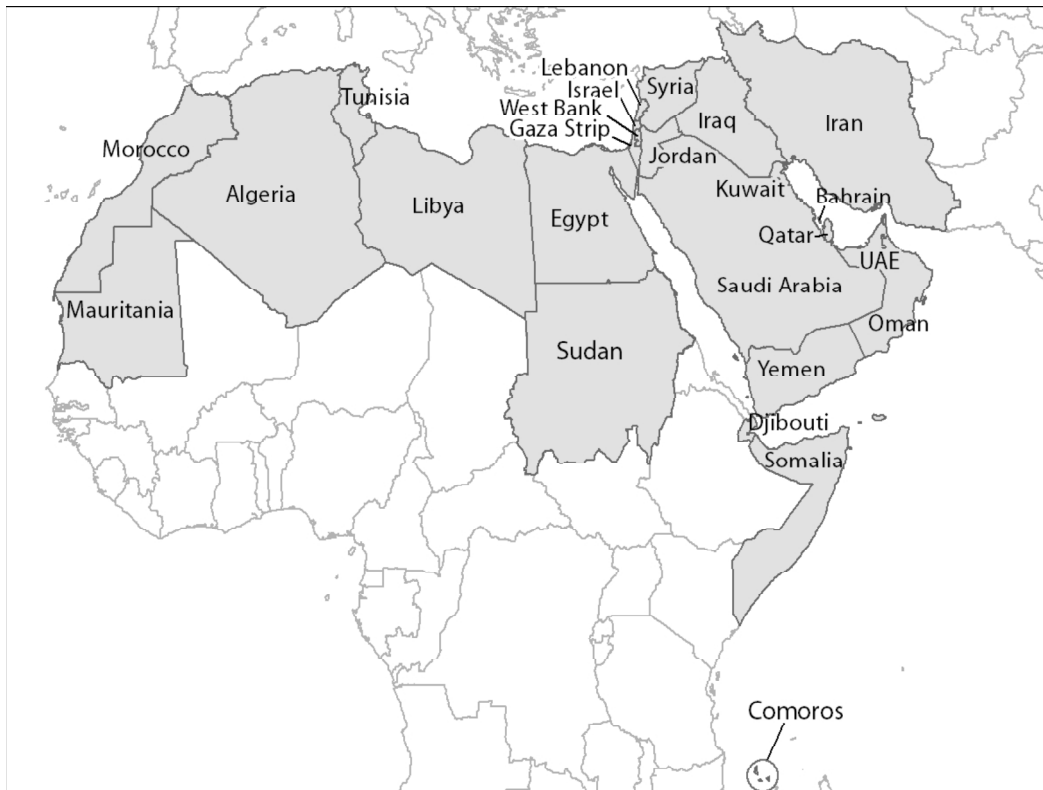 Lebanon
Israel
West Bank
Gaza Strip
Syria
Tunisia
Iraq
Iran
Morocco
Jordan
Algeria
Kuwait
Bahrain
Libya
Egypt
Qatar
UAE
Saudi Arabia
Mauritania
Oman
Sudan
Yemen
Djibouti
Somalia
Comoros